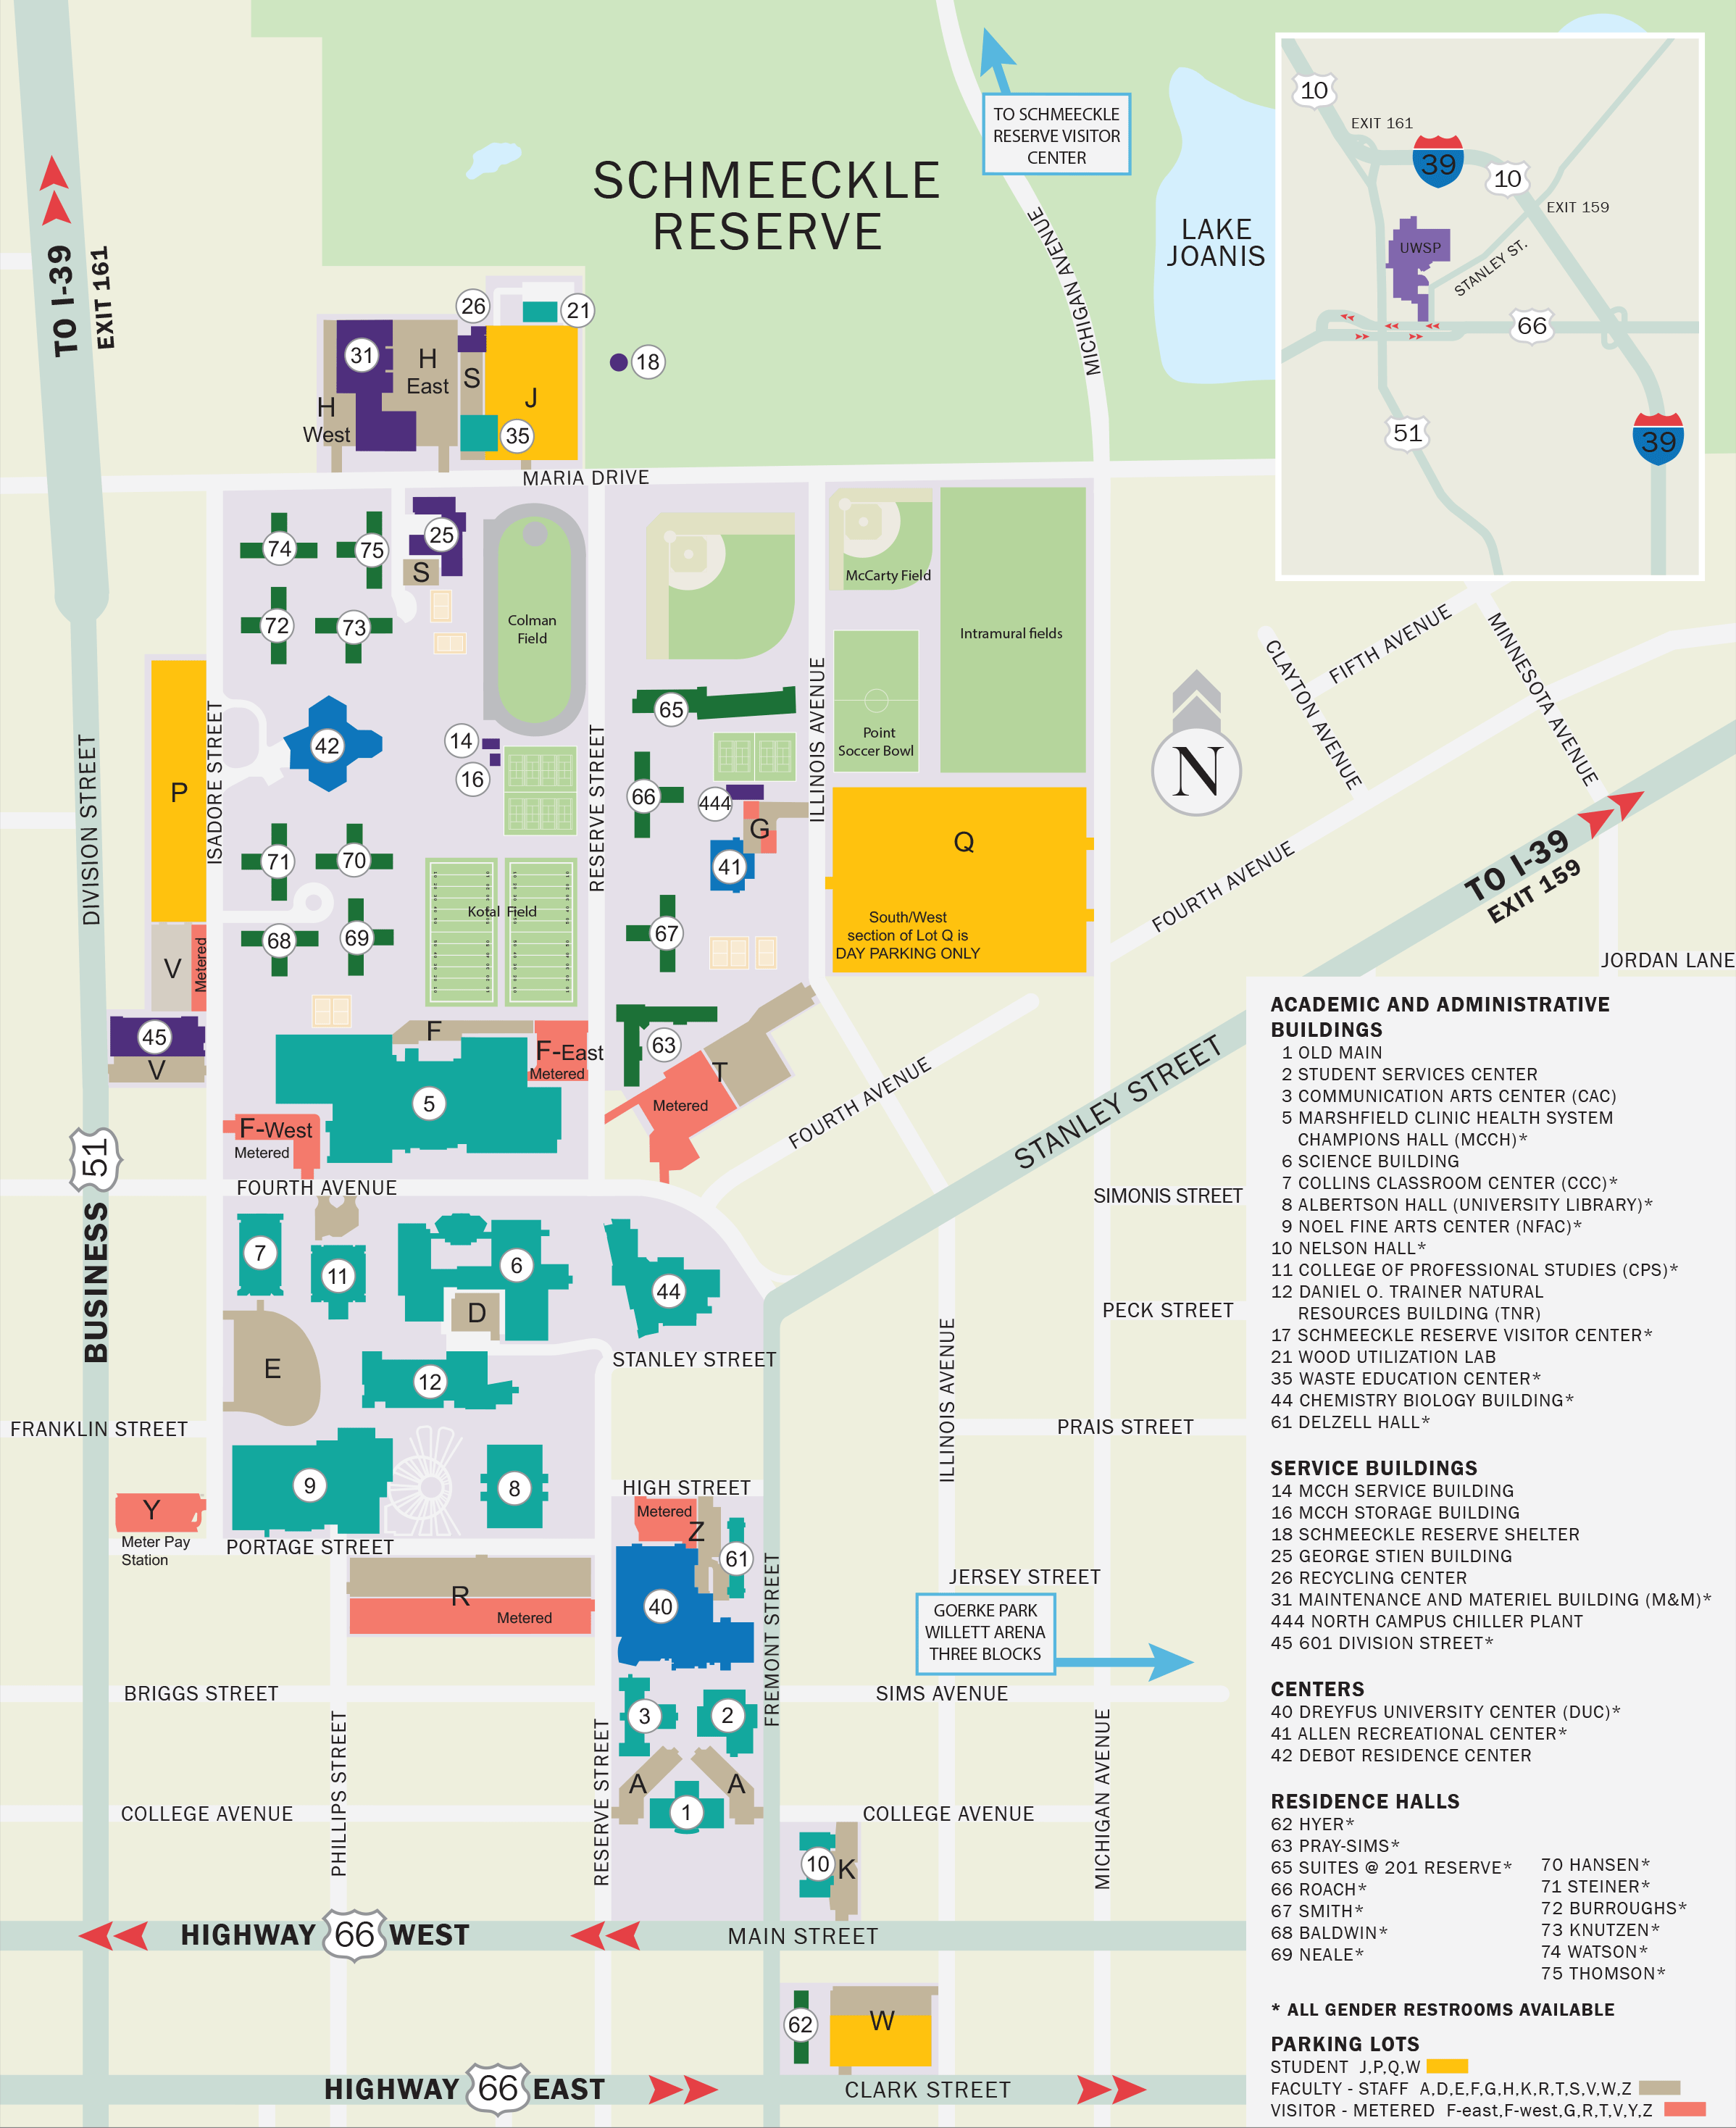 SCHMEECKLE
RESERVE
TO SCHMEECKLE
RESERVE VISITOR
CENTER
MICHIGAN AVENUE
LAKE
JOANIS
10
EXIT 161
39
10
EXIT 159
UWSP
STANLEY ST.
66
51
39
TO I-39
EXIT 161
26
21
31
H
East
S
J
18
H
West
35
MARIA DRIVE
74
75
25
S
72
73
Colman
Field
McCarty Field
Intramural fields
Point
Soccer Bowl
ILLINOIS AVENUE
65
DIVISION STREET
P
ISADORE STREET
42
14
16
RESERVE STREET
66
444
G
41
N
CLAYTON AVENUE
FIFTH AVENUE
MINNESOTA AVENUE
TO I-39
EXIT 159
FOURTH AVENUE
JORDAN LANE
Q
South/West
section of Lot Q is
DAY PARKING ONLY
71
70
Kotal Field
68
69
67
V
Metered
45
V
F
F-East
Metered
63
T
Metered
5
F-West
Metered
FOURTH AVENUE
FOURTH AVENUE
STANLEY STREET
51
BUSINESS
SIMONIS STREET
7
11
6
44
D
E
PECK STREET
STANLEY STREET
12
FRANKLIN STREET
PRAIS STREET
ILLINOIS AVENUE
9
8
HIGH STREET
Metered
Z
61
Y
Meter Pay
Station
PORTAGE STREET
R
Metered
40
FREMONT STREET
JERSEY STREET
GOERKE PARK
WILLETT ARENA
THREE BLOCKS
BRIGGS STREET
SIMS AVENUE
3
2
A
A
1
PHILLIPS STREET
RESERVE STREET
MICHIGAN AVENUE
COLLEGE AVENUE
COLLEGE AVENUE
10
K
HIGHWAY 66 WEST
MAIN STREET
62
W
HIGHWAY 66 EAST
CLARK STREET
ACADEMIC AND ADMINISTRATIVE
BUILDINGS
1 OLD MAIN
2 STUDENT SERVICES CENTER
3 COMMUNICATION ARTS CENTER (CAC)
5 MARSHFIELD CLINIC HEALTH SYSTEM
CHAMPIONS HALL (MCCH)*
6 SCIENCE BUILDING
7 COLLINS CLASSROOM CENTER (CCC)*
8 ALBERTSON HALL (UNIVERSITY LIBRARY)*
9 NOEL FINE ARTS CENTER (NFAC)*
10 NELSON HALL*
11 COLLEGE OF PROFESSIONAL STUDIES (CPS)*
12 DANIEL O. TRAINER NATURAL
RESOURCES BUILDING (TNR)
17 SCHMEECKLE RESERVE VISITOR CENTER*
21 WOOD UTILIZATION LAB
35 WASTE EDUCATION CENTER*
44 CHEMISTRY BIOLOGY BUILDING*
61 DELZELL HALL*
SERVICE BUILDINGS
14 MCCH SERVICE BUILDING
16 MCCH STORAGE BUILDING
18 SCHMEECKLE RESERVE SHELTER
25 GEORGE STIEN BUILDING
26 RECYCLING CENTER
31 MAINTENANCE AND MATERIEL BUILDING (M&M)*
444 NORTH CAMPUS CHILLER PLANT
45 601 DIVISION STREET*
CENTERS
40 DREYFUS UNIVERSITY CENTER (DUC)*
41 ALLEN RECREATIONAL CENTER*
42 DEBOT RESIDENCE CENTER
RESIDENCE HALLS
62 HYER*
63 PRAY-SIMS*
65 SUITES @ 201 RESERVE*
66 ROACH*
67 SMITH*
68 BALDWIN*
69 NEALE*
70 HANSEN*
71 STEINER*
72 BURROUGHS*
73 KNUTZEN*
74 WATSON*
75 THOMSON*
* ALL GENDER RESTROOMS AVAILABLE
PARKING LOTS
STUDENT J,P,Q,W
FACULTY - STAFF A,D,E,F,G,H,K,R,T,S,V,W,Z
VISITOR - METERED F-east,F-west,G,R,T,V,Y,Z